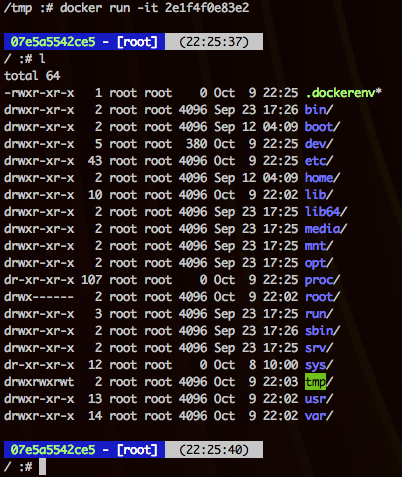 /tmp :# docker run -it 2e1f4f0e83e2
07e5a5542ce5 - [root] (22:25:37)
/ :# l
total 64
-rwxr-xr-x 1 root root 0 Oct 9 22:25 .dockerenv*
drwxr-xr-x 2 root root 4096 Sep 23 17:26 bin/
drwxr-xr-x 2 root root 4096 Sep 12 04:09 boot/
drwxr-xr-x 5 root root 380 Oct 9 22:25 dev/
drwxr-xr-x 43 root root 4096 Oct 9 22:25 etc/
drwxr-xr-x 2 root root 4096 Sep 12 04:09 home/
drwxr-xr-x 10 root root 4096 Oct 9 22:02 lib/
drwxr-xr-x 2 root root 4096 Sep 23 17:25 lib64/
drwxr-xr-x 2 root root 4096 Sep 23 17:25 media/
drwxr-xr-x 2 root root 4096 Sep 23 17:25 mnt/
drwxr-xr-x 2 root root 4096 Sep 23 17:25 opt/
dr-xr-xr-x 107 root root 0 Oct 9 22:25 proc/
drwx------ 2 root root 4096 Oct 9 22:02 root/
drwxr-xr-x 3 root root 4096 Sep 23 17:25 run/
drwxr-xr-x 2 root root 4096 Sep 23 17:26 sbin/
drwxr-xr-x 2 root root 4096 Sep 23 17:25 srv/
dr-xr-xr-x 12 root root 0 Oct 8 10:00 sys/
drwxrwxrwt 2 root root 4096 Oct 9 22:03 tmp/
drwxr-xr-x 13 root root 4096 Oct 9 22:02 usr/
drwxr-xr-x 14 root root 4096 Oct 9 22:02 var/
07e5a5542ce5 - [root] (22:25:40)
/ :#